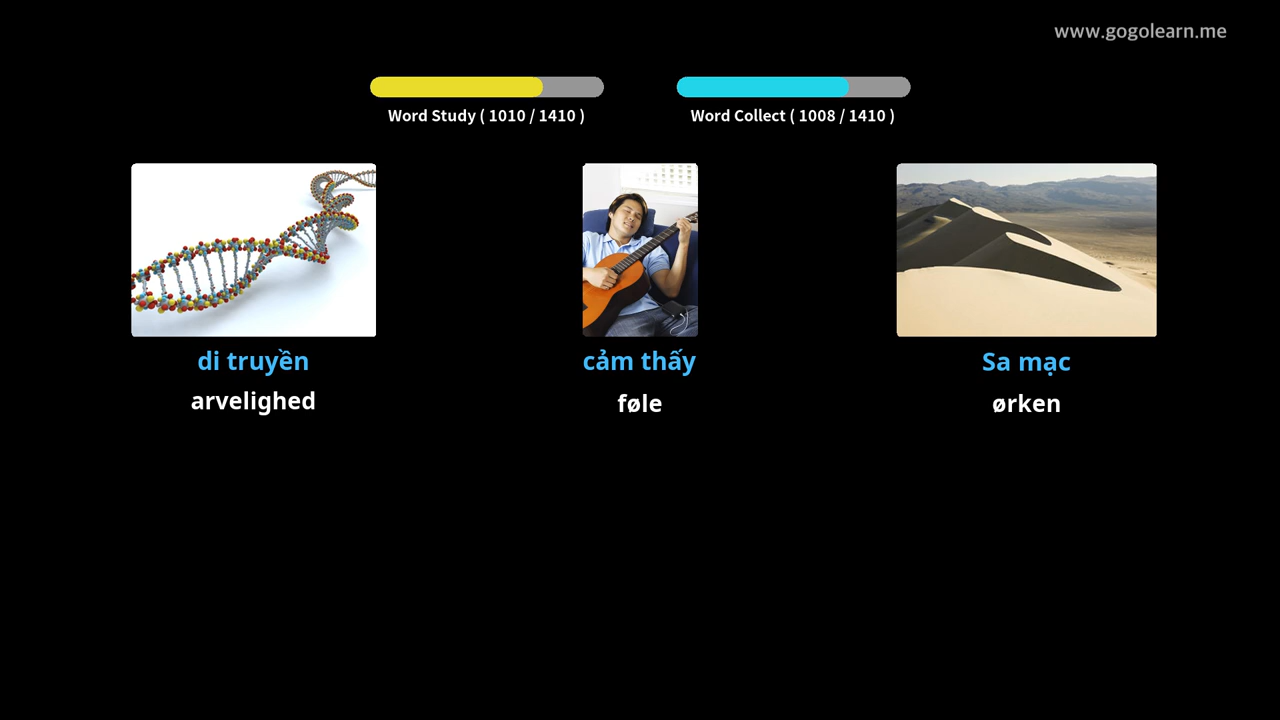 www.gogolearn.me
Word Study ( 1010 / 1410 )
Word Collect ( 1008 / 1410 )
di truyền
cảm thấy
Sa mạc
arvelighed
føle
ørken